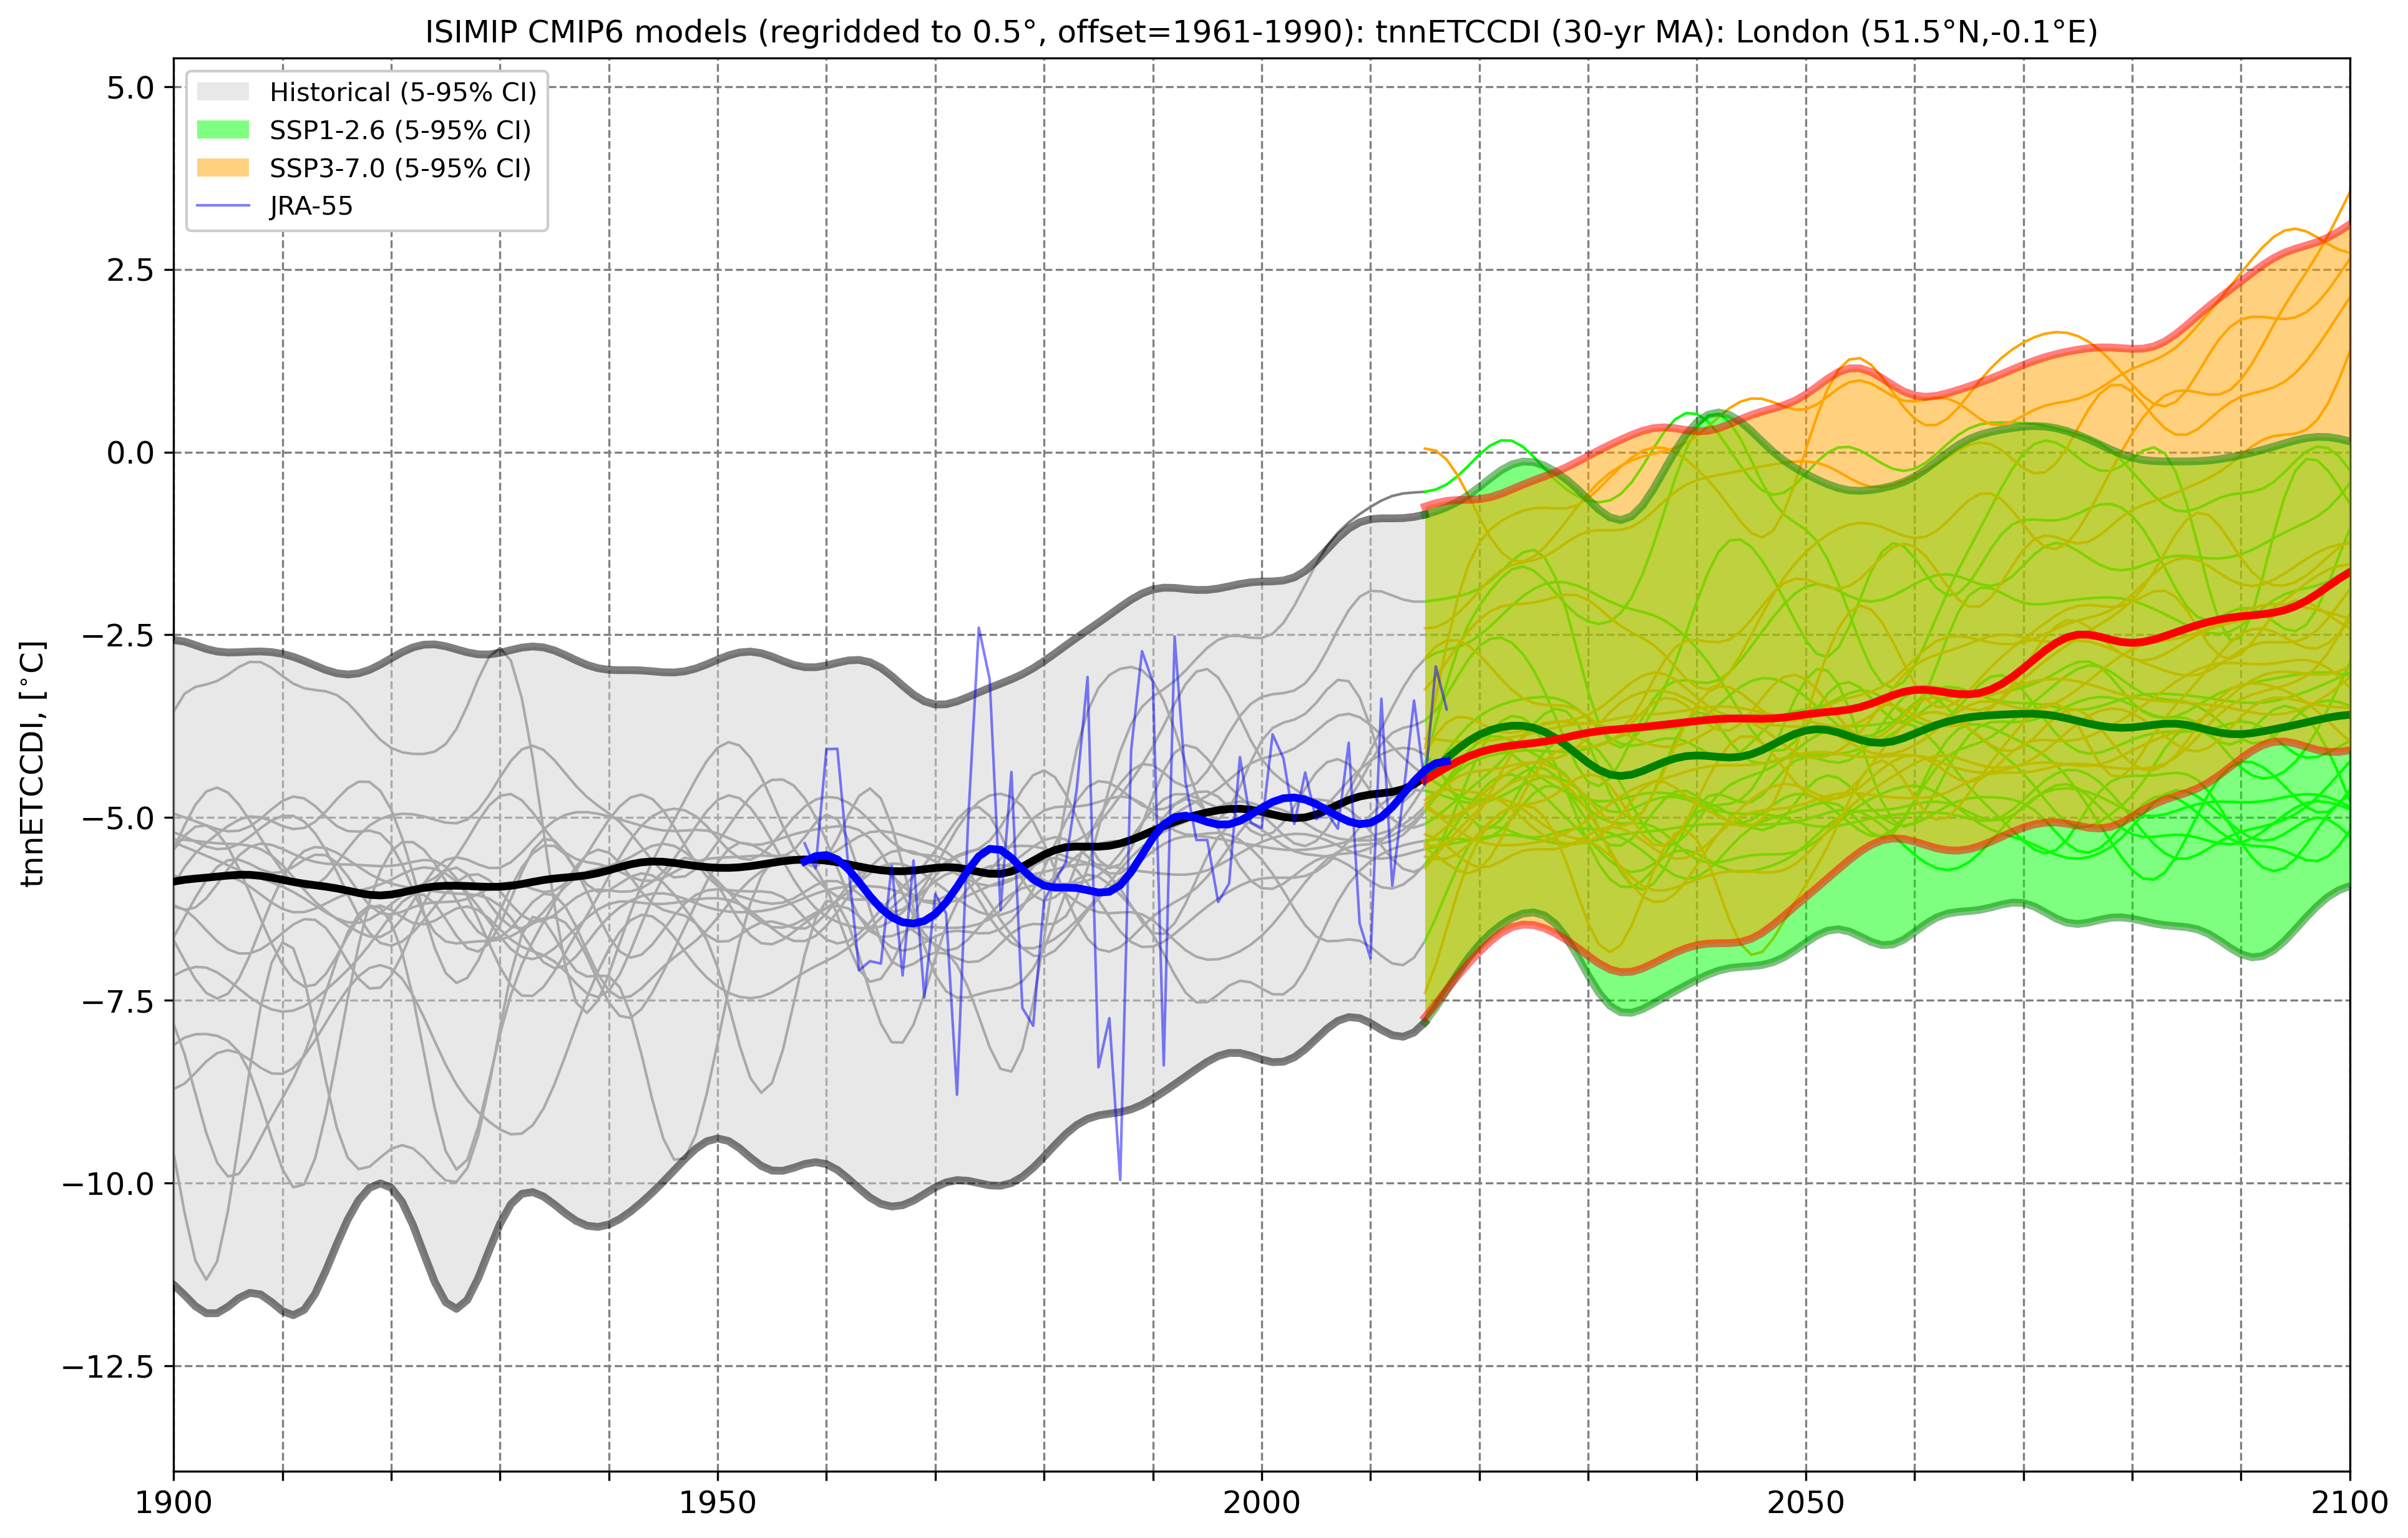 ISIMIP CMIP6 models (regridded to 0.5°, offset=1961-1990): tnnETCCDI (30-yr MA): London (51.5°N,-0.1°E)
Historical (5-95% CI)
SSP1-2.6 (5-95% CI)
SSP3-7.0 (5-95% CI)
JRA-55
tnnETCCDI, [°C]
5.0
2.5
0.0
−2.5
−5.0
−7.5
−10.0
−12.5
1900 1950 2000 2050 2100